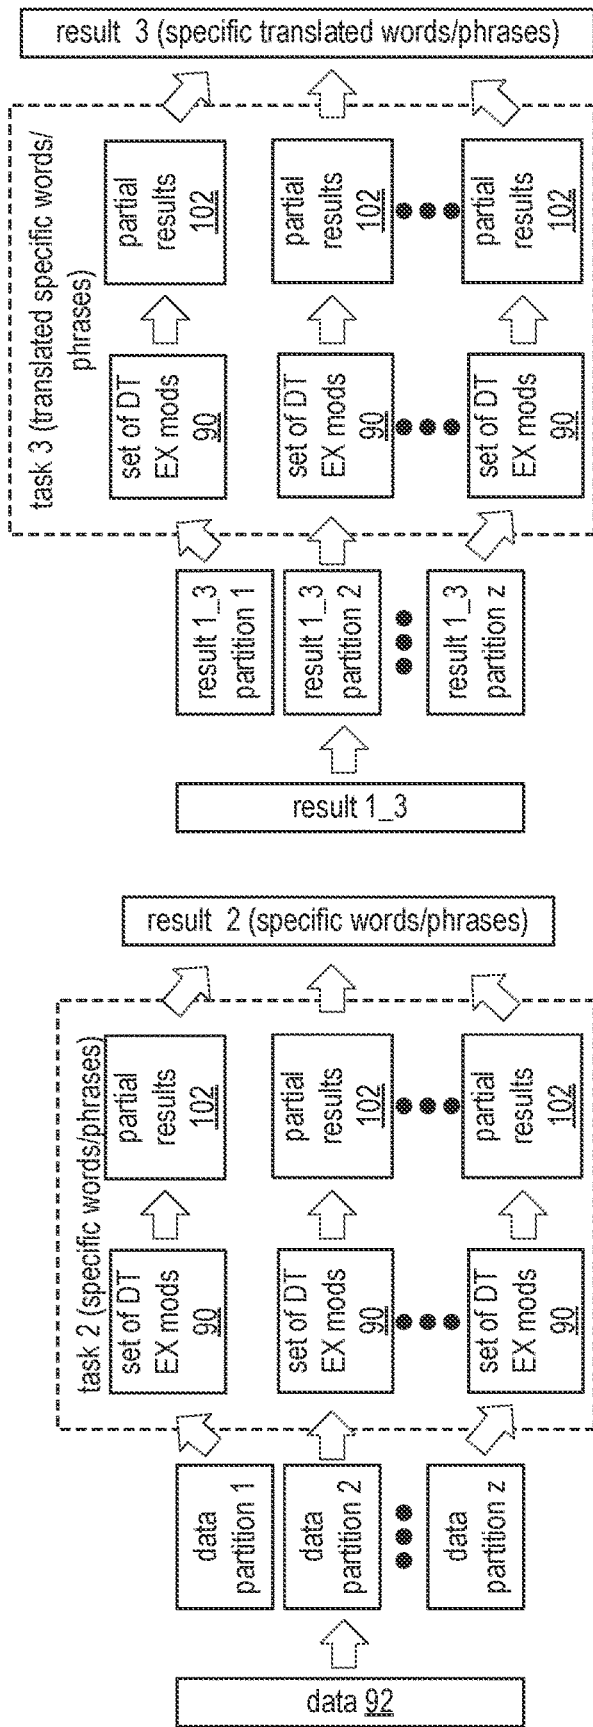 data 92
data
partition 1
data
partition 2
data
partition z
task 2 (specific words/phrases)
set of DT
EX mods
90
set of DT
EX mods
90
set of DT
EX mods
90
partial
results
102
partial
results
102
partial
results
102
result 2 (specific words/phrases)
result 1_3
result 1_3
partition 1
result 1_3
partition 2
result 1_3
partition z
task 3 (translated specific words/
phrases)
set of DT
EX mods
90
set of DT
EX mods
90
set of DT
EX mods
90
partial
results
102
partial
results
102
partial
results
102
result 3 (specific translated words/phrases)